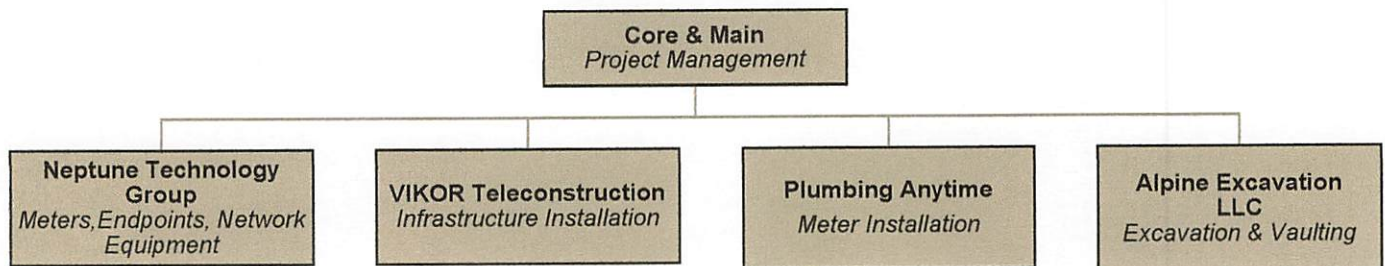 Core & Main
Project Management
Neptune Technology
Group
Meters,Endpoints, Network
Equipment
VIKOR Teleconstruction
Infrastructure Installation
Plumbing Anytime
Meter Installation
Alpine Excavation
LLC
Excavation & Vaulting